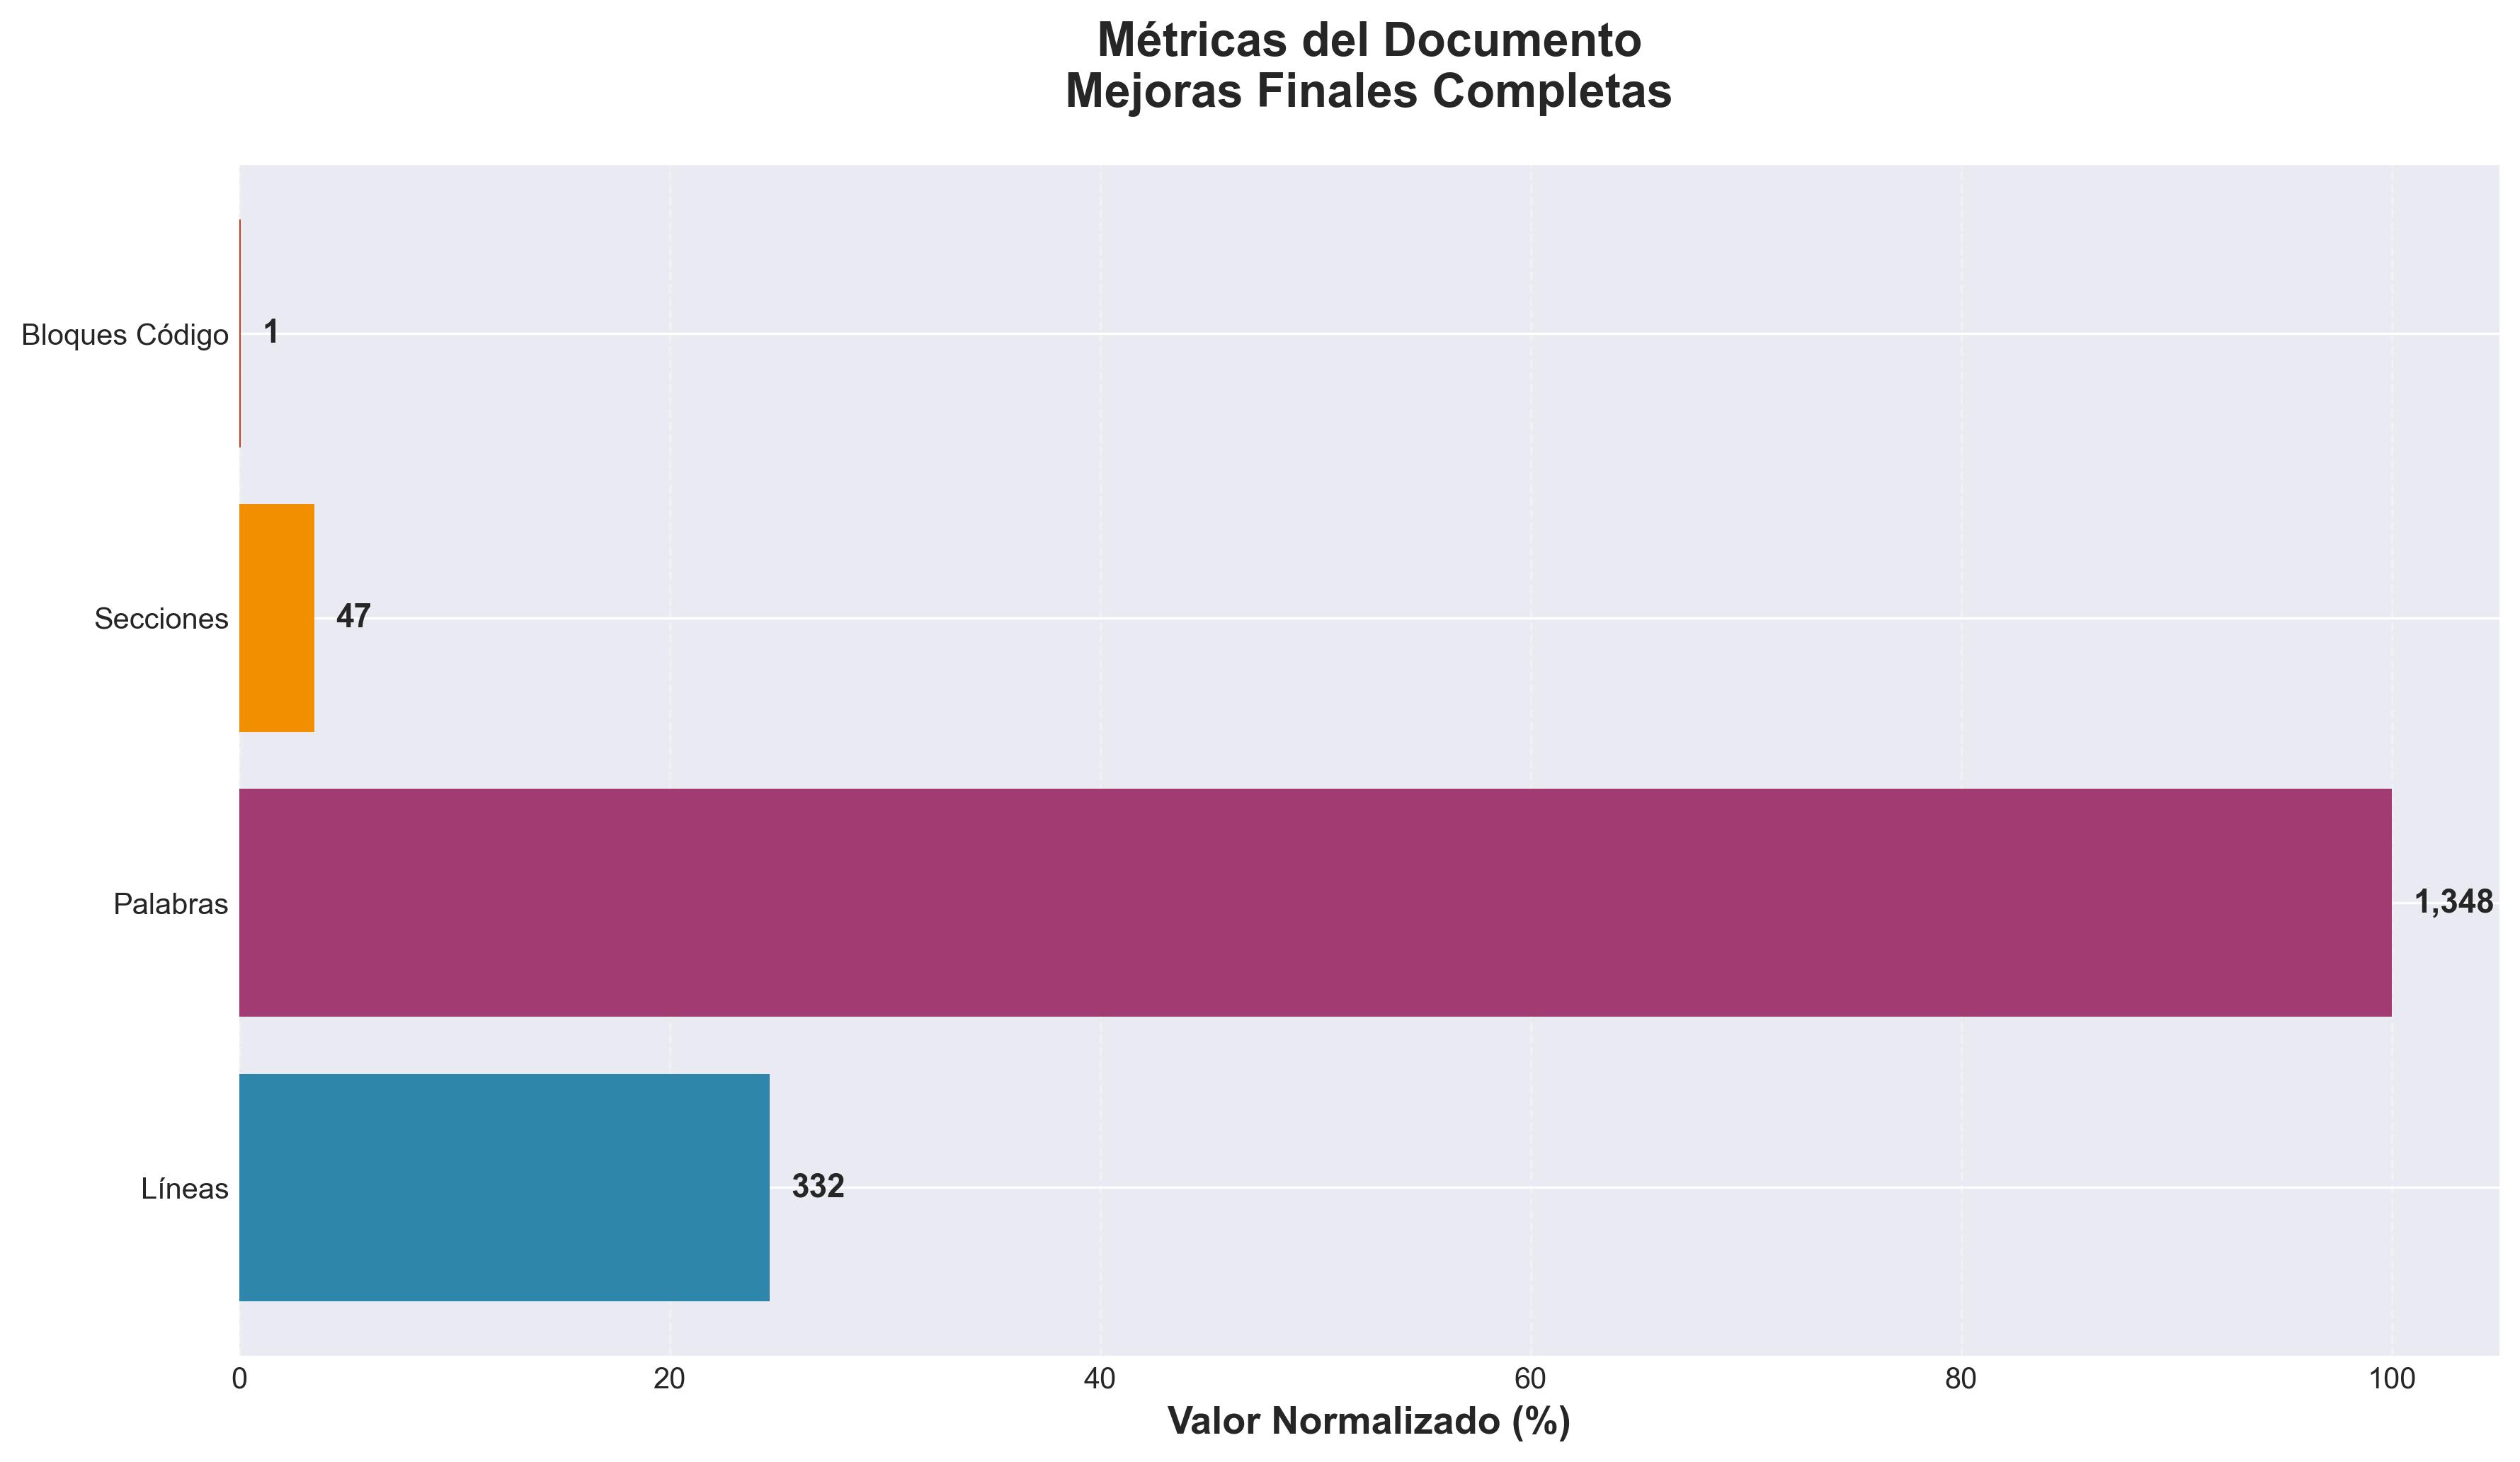 Métricas del Documento
Mejoras Finales Completas
Bloques Código
1
Secciones
47
Palabras
1,348
Líneas
332
0 20 40 60 80 100
Valor Normalizado (%)